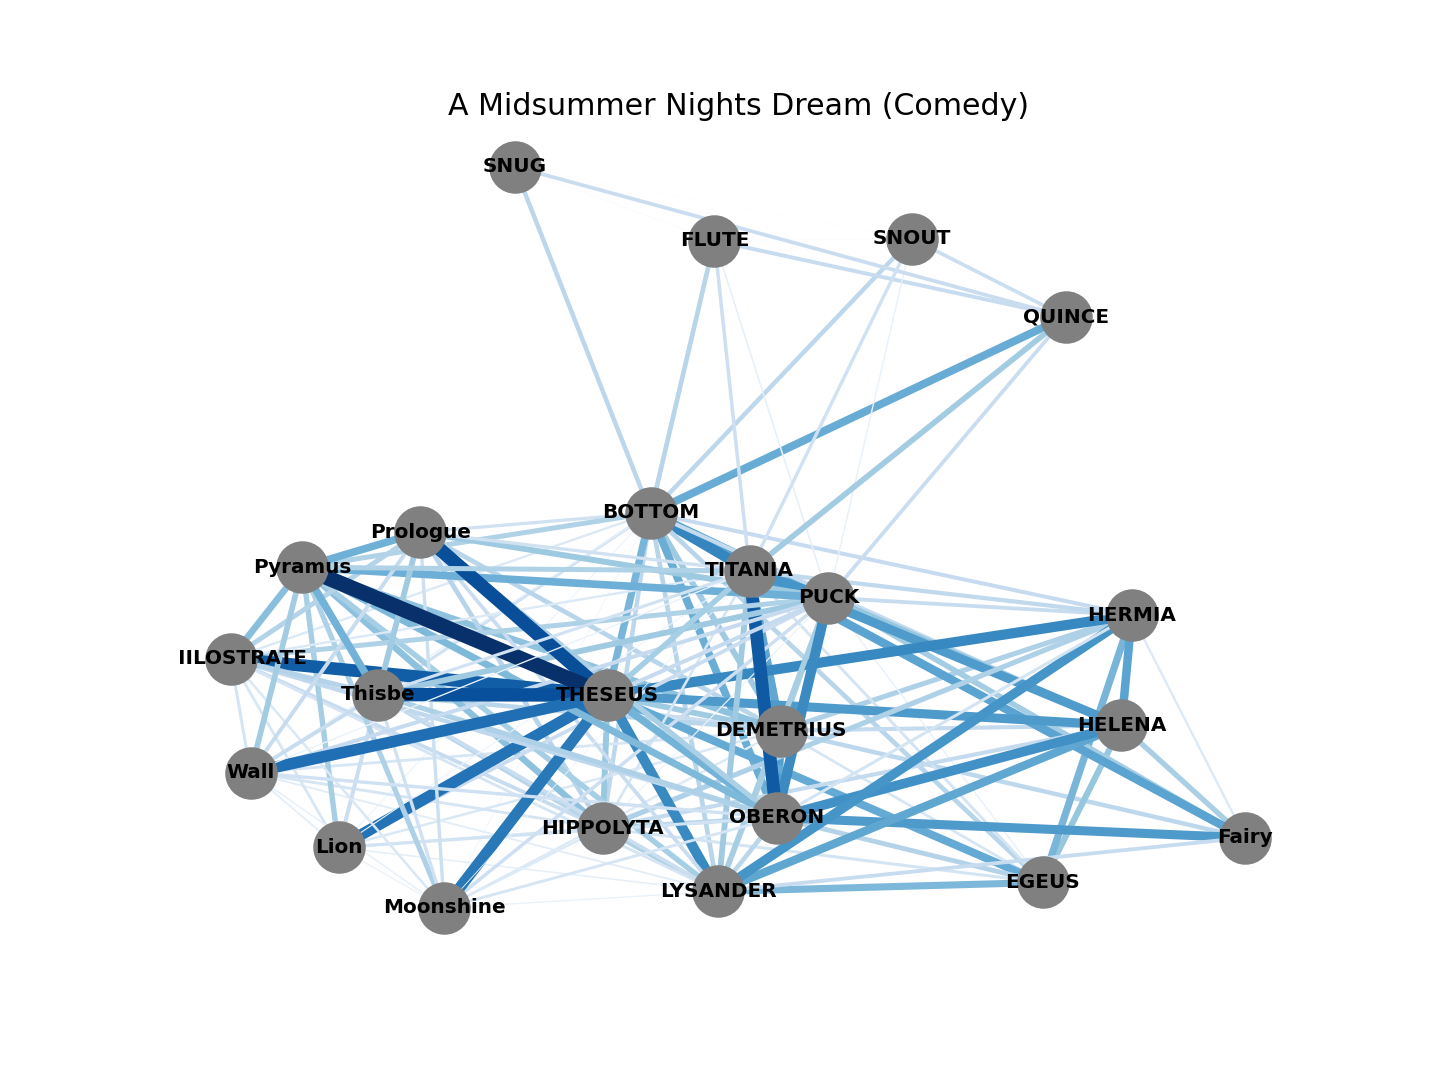 A Midsummer Nights Dream (Comedy)
SNUG
FLUTE
SNOUT
QUINCE
BOTTOM
Prologue
Pyramus
TITANIA
PUCK
HERMIA
IILOSTRATE
Thisbe
THESEUS
DEMETRIUS
HELENA
Wall
OBERON
HIPPOLYTA
Fairy
Lion
LYSANDER
EGEUS
Moonshine